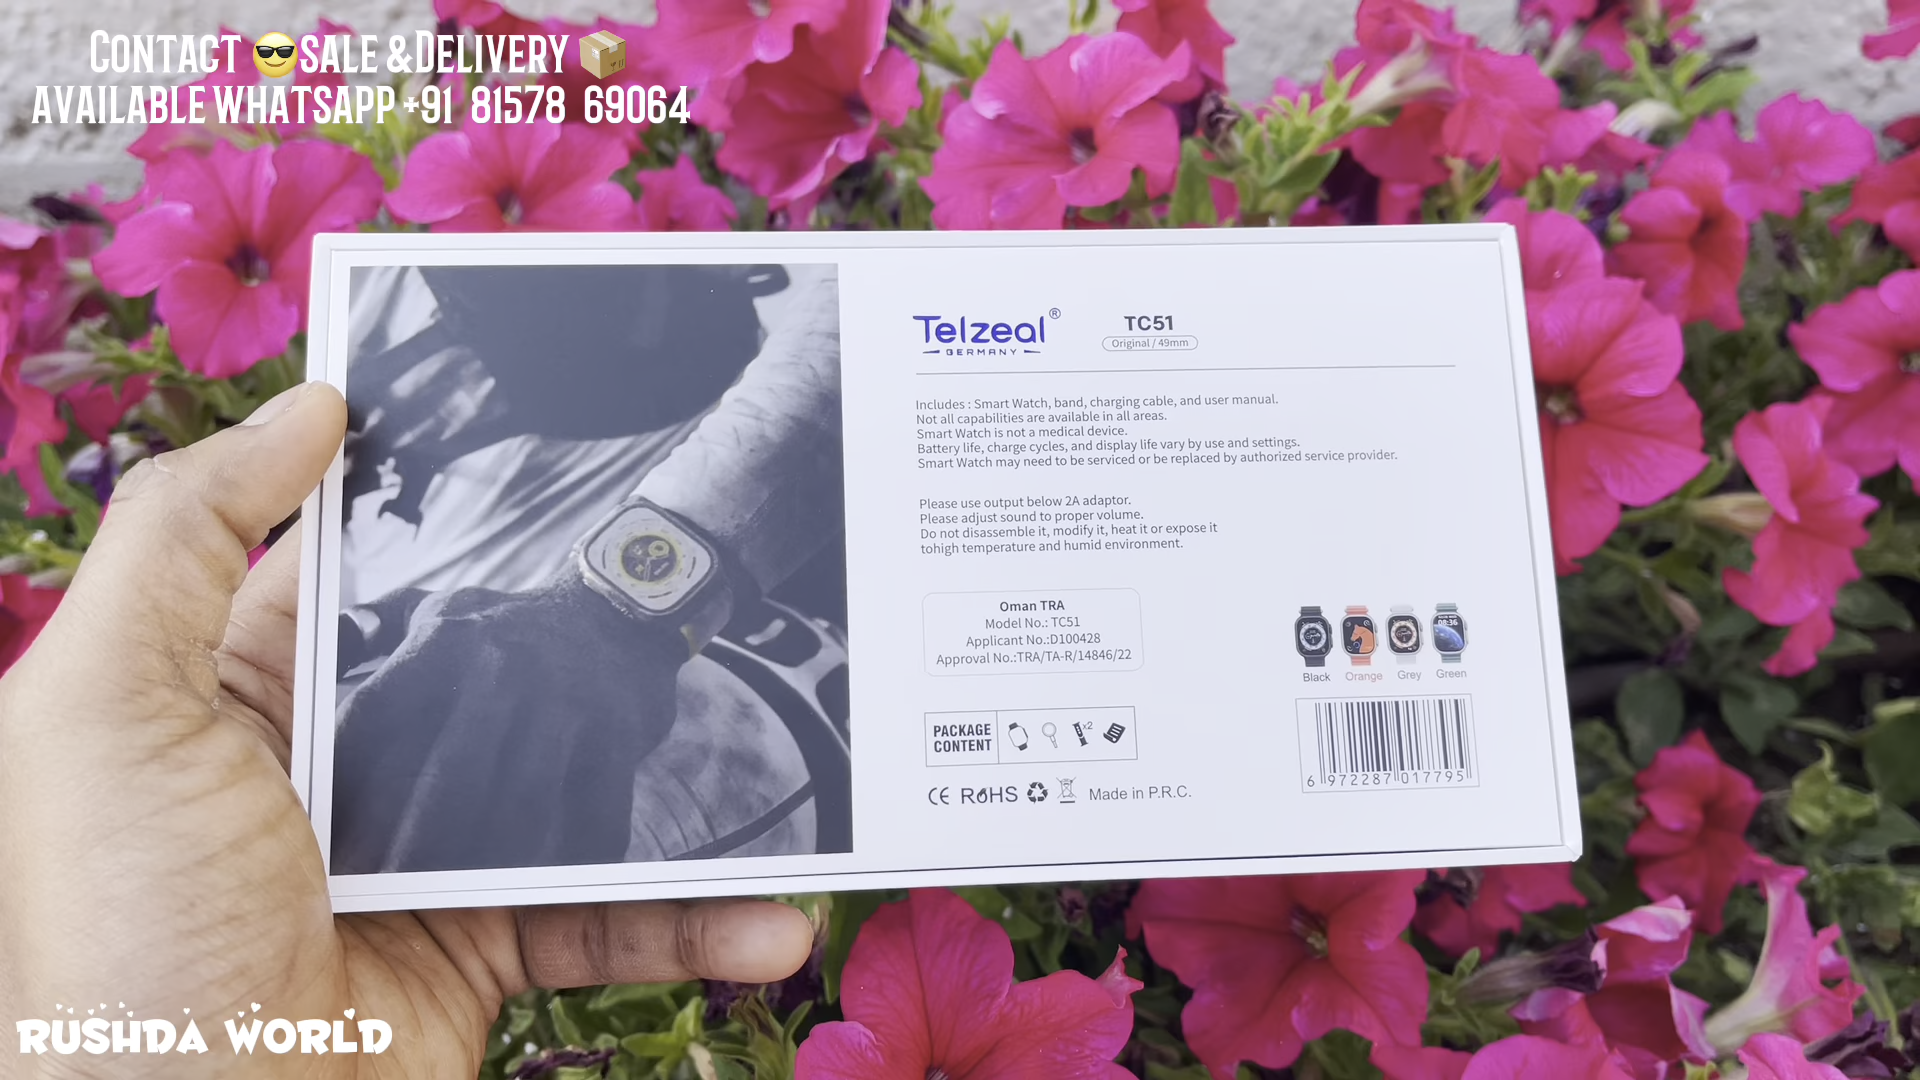 CONTACT 😎SALE &DELIVERY 📦
AVAILABLE WHATSAPP +91 81578 69064
Telzeal®
GERMANY
TC51
Original / 49mm
Includes : Smart Watch, band, charging cable, and user manual.
Not all capabilities are available in all areas.
Smart Watch is not a medical device.
Battery life, charge cycles, and display life vary by use and settings.
Smart Watch may need to be serviced or be replaced by authorized service provider.
Please use output below 2A adaptor.
Please adjust sound to proper volume.
Do not disassemble it, modify it, heat it or expose it
tohigh temperature and humid environment.
Oman TRA
Model No.: TC51
Applicant No.:D100428
Approval No.:TRA/TA-R/14846/22
08:36
Black Orange Grey Green
PACKAGE
CONTENT
x2
CE RoHS Made in P.R.C.
6 972287 017795
RUSHDA WORLD